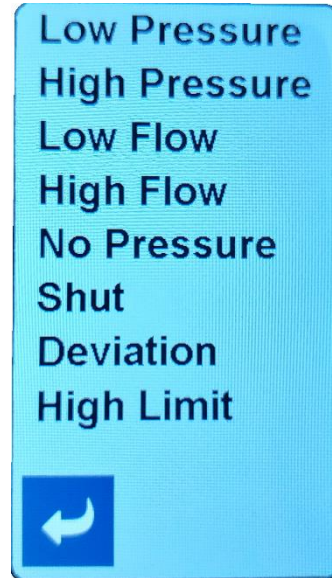 Low Pressure
High Pressure
Low Flow
High Flow
No Pressure
Shut
Deviation
High Limit